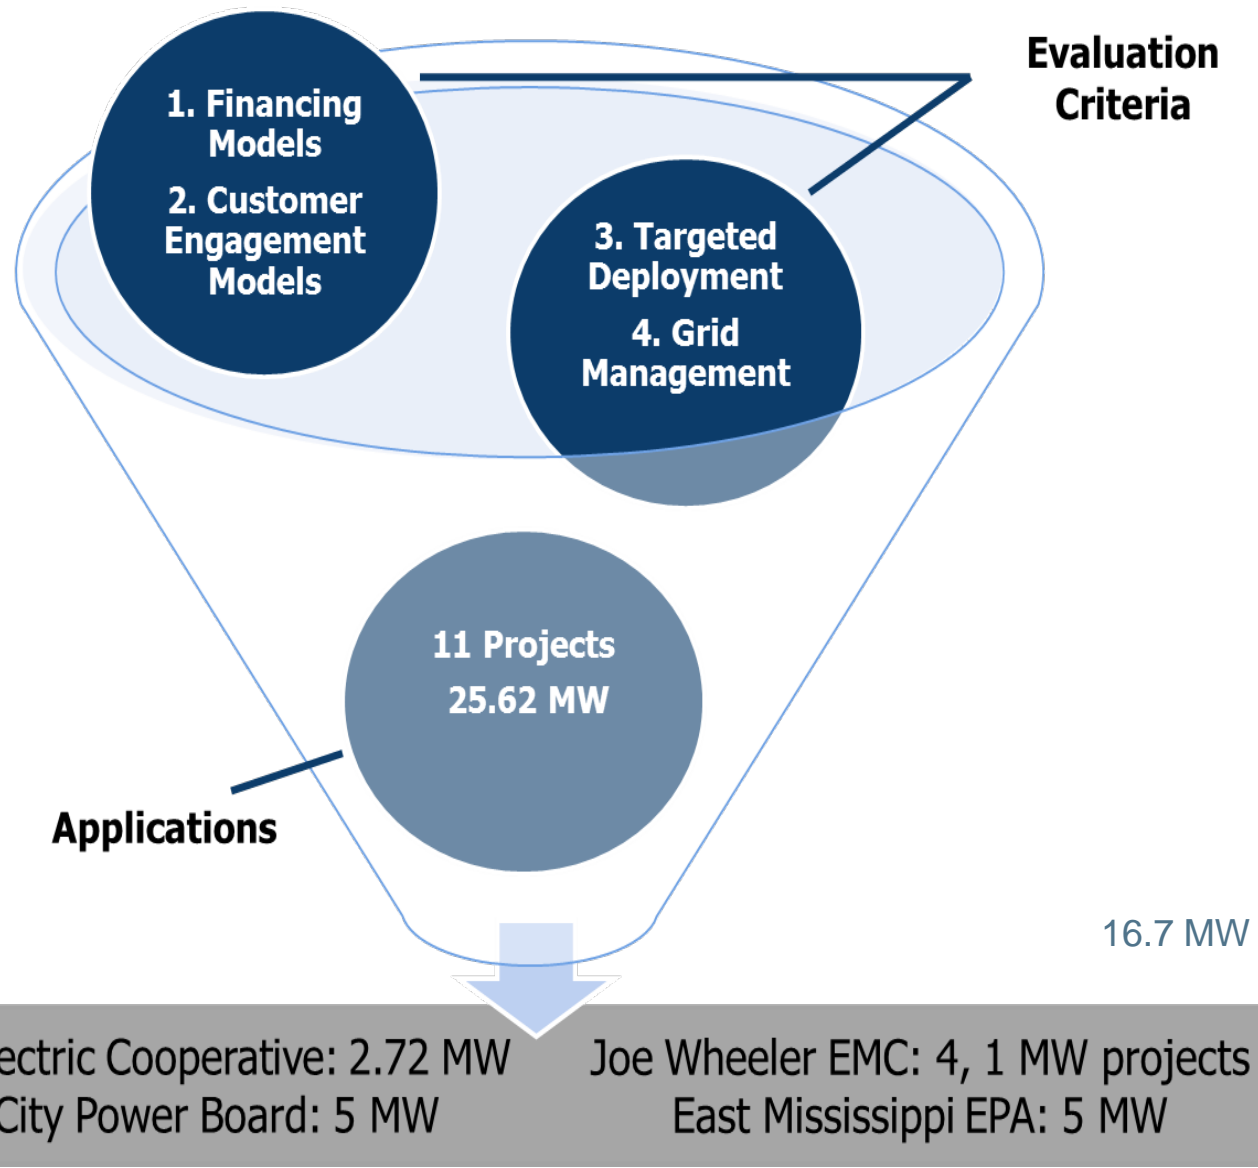 1. Financing
Models
2. Customer
Engagement
Models
Evaluation
Criteria
3. Targeted
Deployment
4. Grid
Management
11 Projects
25.62 MW
Applications
16.7 MW
Cooperative: 2.72 MW
Joe Wheeler EMC: 4, 1 MW projects
City Power Board: 5 MW
East Mississippi EPA: 5 MW